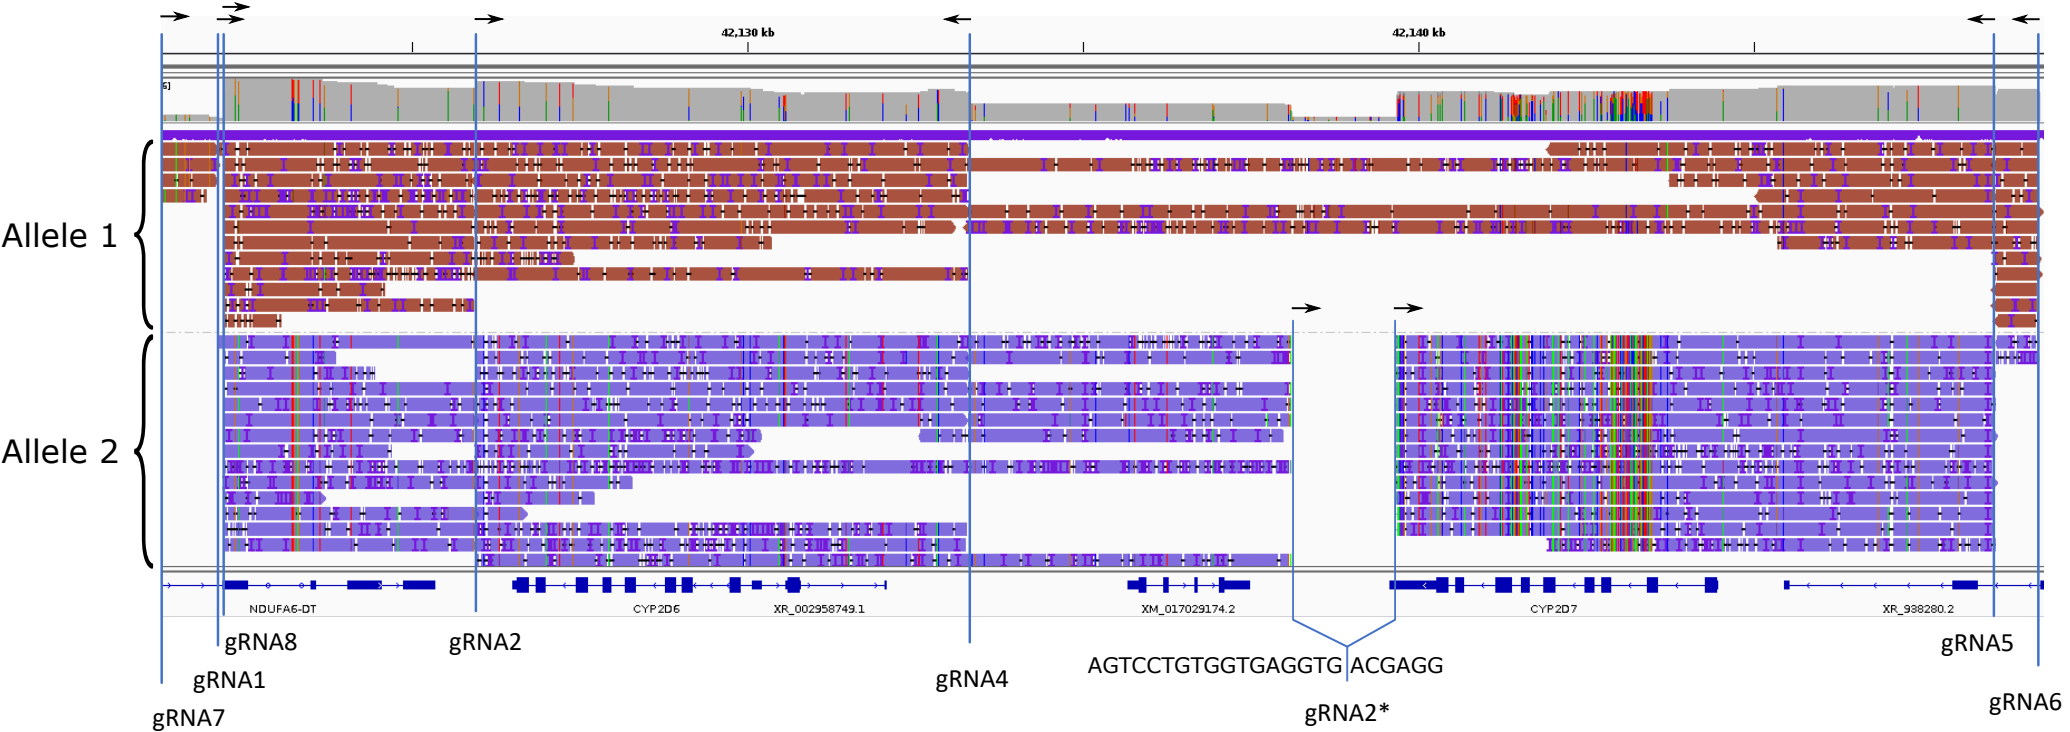 42,130 kb
42,140 kb
Allele 1
Allele 2
NDUFA6-DT
CYP2D6
XR_002958749.1
XM_017029174.2
CYP2D7
XR_938280.2
gRNA8
gRNA2
gRNA5
AGTCCTGTGGTGAGGTG ACGAGG
gRNA1
gRNA4
gRNA6
gRNA7
gRNA2*